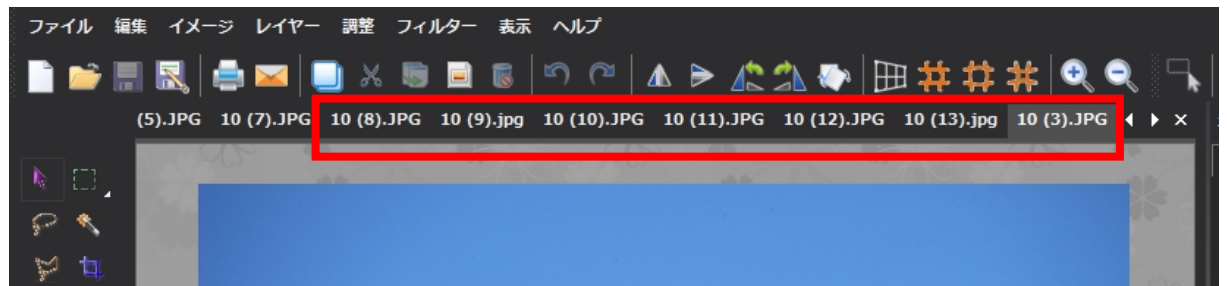 ファイル 編集 イメージ レイヤー 調整 フィルター 表示 ヘルプ
(5).JPG 10 (7).JPG 10 (8).JPG 10 (9).jpg 10 (10).JPG 10 (11).JPG 10 (12).JPG 10 (13).jpg 10 (3).JPG